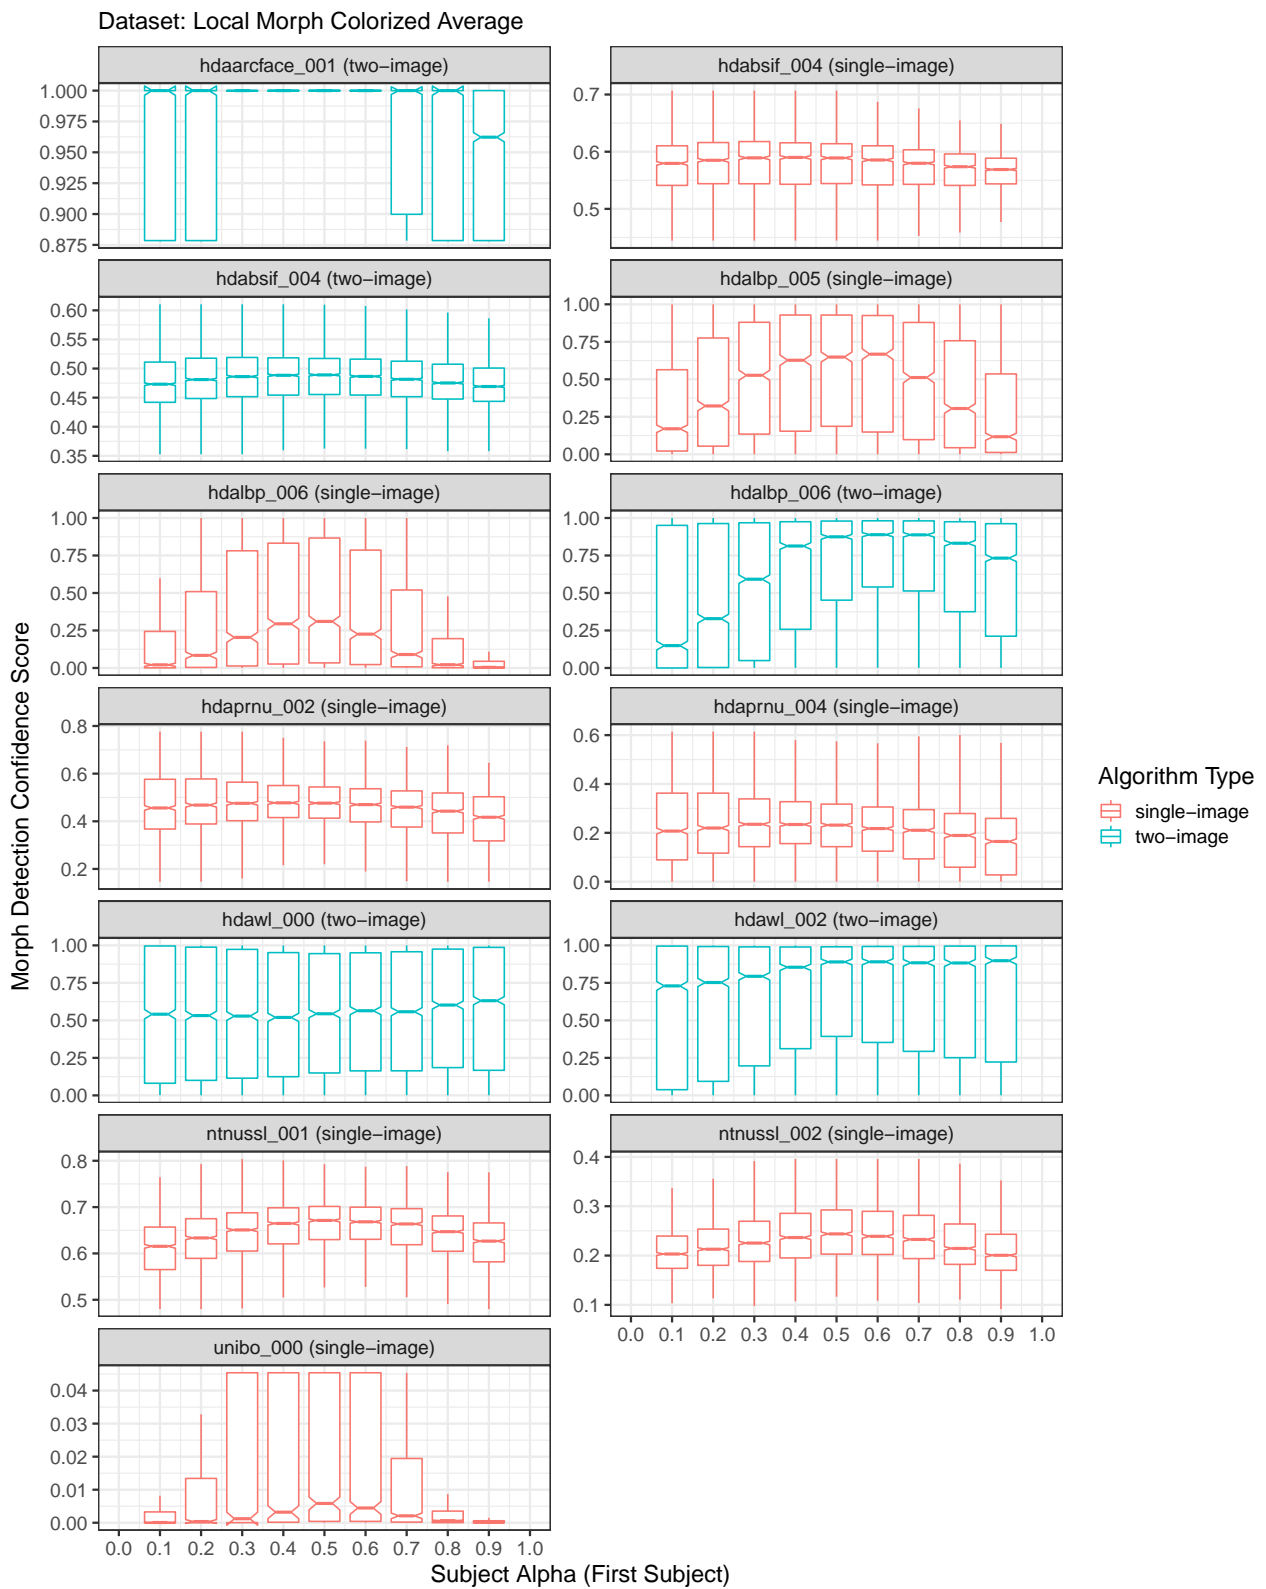 Dataset: Local Morph Colorized Average
hdaarcface_001 (two−image)
hdabsif_004 (single−image)
1.000
0.975
0.950
0.925
0.900
0.875
0.7
0.6
0.5
hdabsif_004 (two−image)
hdalbp_005 (single−image)
0.60
0.55
0.50
0.45
0.40
0.35
1.00
0.75
0.50
0.25
0.00
hdalbp_006 (single−image)
hdalbp_006 (two−image)
1.00
0.75
0.50
0.25
0.00
1.00
0.75
0.50
0.25
0.00
hdaprnu_002 (single−image)
hdaprnu_004 (single−image)
0.8
0.6
0.4
0.2
0.6
0.4
0.2
0.0
hdawl_000 (two−image)
hdawl_002 (two−image)
1.00
0.75
0.50
0.25
0.00
1.00
0.75
0.50
0.25
0.00
ntnussl_001 (single−image)
ntnussl_002 (single−image)
0.8
0.7
0.6
0.5
0.4
0.3
0.2
0.1
0.0 0.1 0.2 0.3 0.4 0.5 0.6 0.7 0.8 0.9 1.0
unibo_000 (single−image)
0.04
0.03
0.02
0.01
0.00
0.0 0.1 0.2 0.3 0.4 0.5 0.6 0.7 0.8 0.9 1.0
Subject Alpha (First Subject)
Morph Detection Confidence Score
Algorithm Type
single−image
two−image